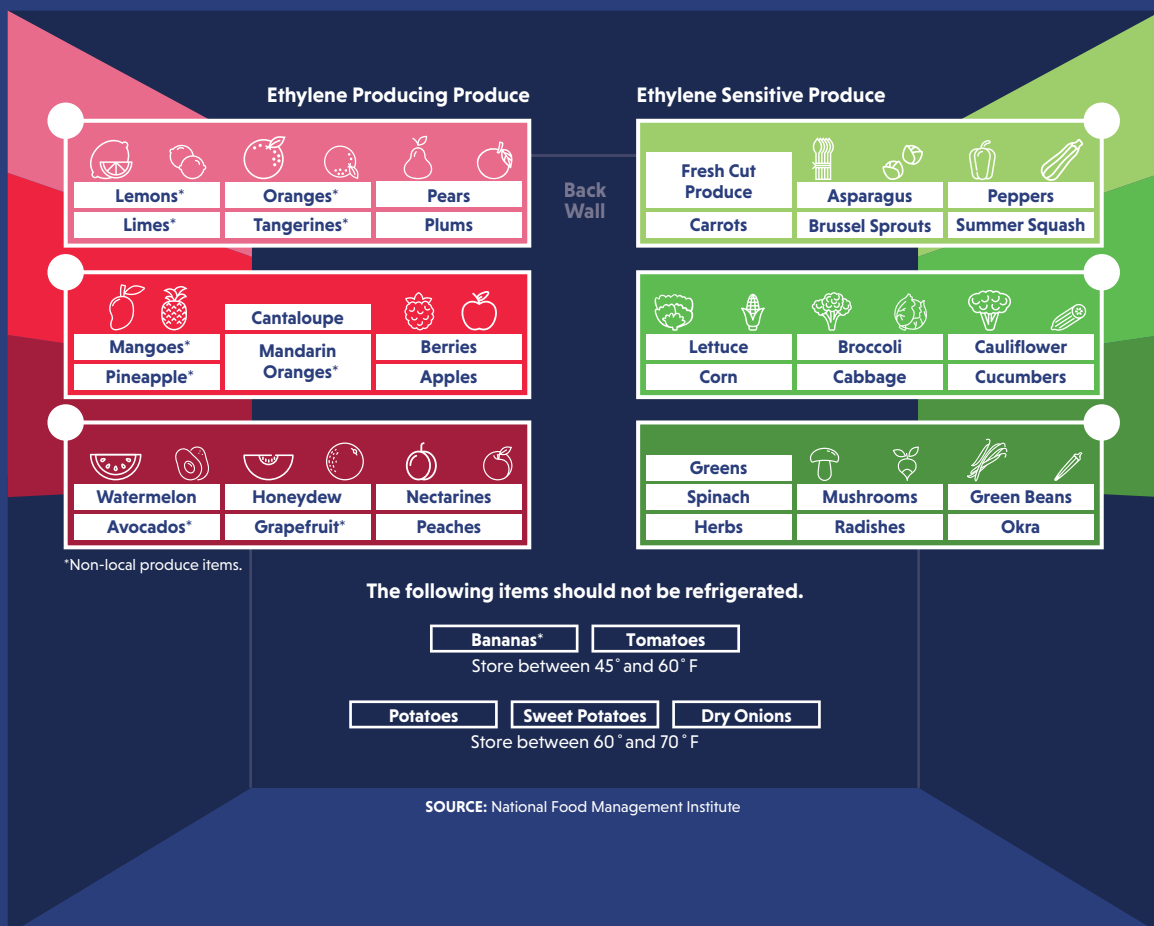 Ethylene Producing Produce
Lemons*
Oranges*
Pears
Limes*
Tangerines*
Plums
Mangoes*
Cantaloupe
Berries
Pineapple*
Mandarin
Oranges*
Apples
Watermelon
Honeydew
Nectarines
Avocados*
Grapefruit*
Peaches
*Non-local produce items.
Back
Wall
Ethylene Sensitive Produce
Fresh Cut
Produce
Asparagus
Peppers
Carrots
Brussel Sprouts
Summer Squash
Lettuce
Broccoli
Cauliflower
Corn
Cabbage
Cucumbers
Greens
Spinach
Mushrooms
Green Beans
Herbs
Radishes
Okra
The following items should not be refrigerated.
Bananas*
Tomatoes
Store between 45˚ and 60˚ F
Potatoes
Sweet Potatoes
Dry Onions
Store between 60˚ and 70˚ F
SOURCE: National Food Management Institute